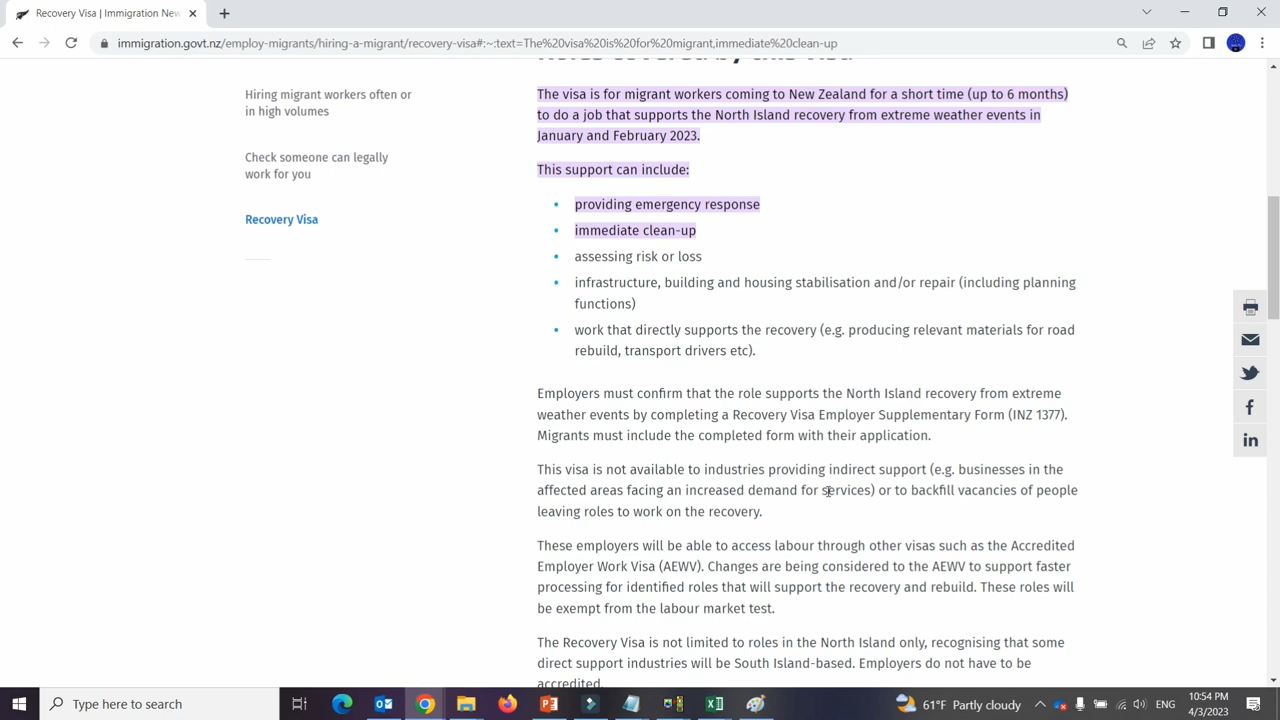 Recovery Visa | Immigration New
immigration.govt.nz/employ-migrants/hiring-a-migrant/recovery-visa#:~:text=The%20visa%20is%20for%20migrant,immediate%20clean-up
Hiring migrant workers often or
in high volumes
Check someone can legally
work for you
Recovery Visa
The visa is for migrant workers coming to New Zealand for a short time (up to 6 months)
to do a job that supports the North Island recovery from extreme weather events in
January and February 2023.
This support can include:
• providing emergency response
• immediate clean-up
• assessing risk or loss
• infrastructure, building and housing stabilisation and/or repair (including planning
functions)
• work that directly supports the recovery (e.g. producing relevant materials for road
rebuild, transport drivers etc).
Employers must confirm that the role supports the North Island recovery from extreme
weather events by completing a Recovery Visa Employer Supplementary Form (INZ 1377).
Migrants must include the completed form with their application.
This visa is not available to industries providing indirect support (e.g. businesses in the
affected areas facing an increased demand for services) or to backfill vacancies of people
leaving roles to work on the recovery.
These employers will be able to access labour through other visas such as the Accredited
Employer Work Visa (AEWV). Changes are being considered to the AEWV to support faster
processing for identified roles that will support the recovery and rebuild. These roles will
be exempt from the labour market test.
The Recovery Visa is not limited to roles in the North Island only, recognising that some
direct support industries will be South Island-based. Employers do not have to be
accredited.
Type here to search
61°F Partly cloudy
ENG
10:54 PM
4/3/2023